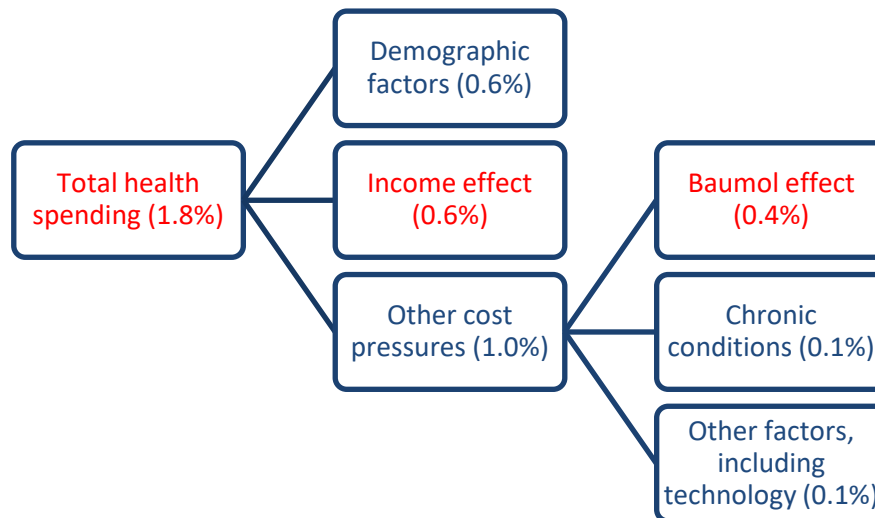 Demographic
factors (0.6%)
Total health
spending (1.8%)
Income effect
(0.6%)
Baumol effect
(0.4%)
Other cost
pressures (1.0%)
Chronic
conditions (0.1%)
Other factors,
including
technology (0.1%)